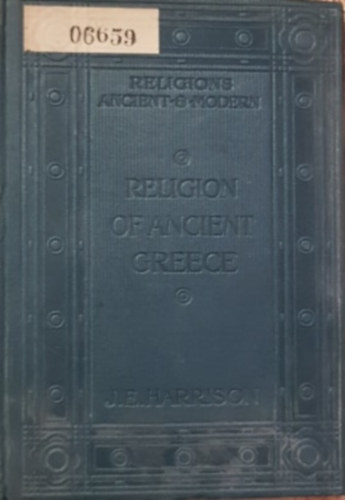 06659
RELIGIONS
ANCIENT & MODERN
RELIGION
OF ANCIENT
GREECE
J. E. HARRISON